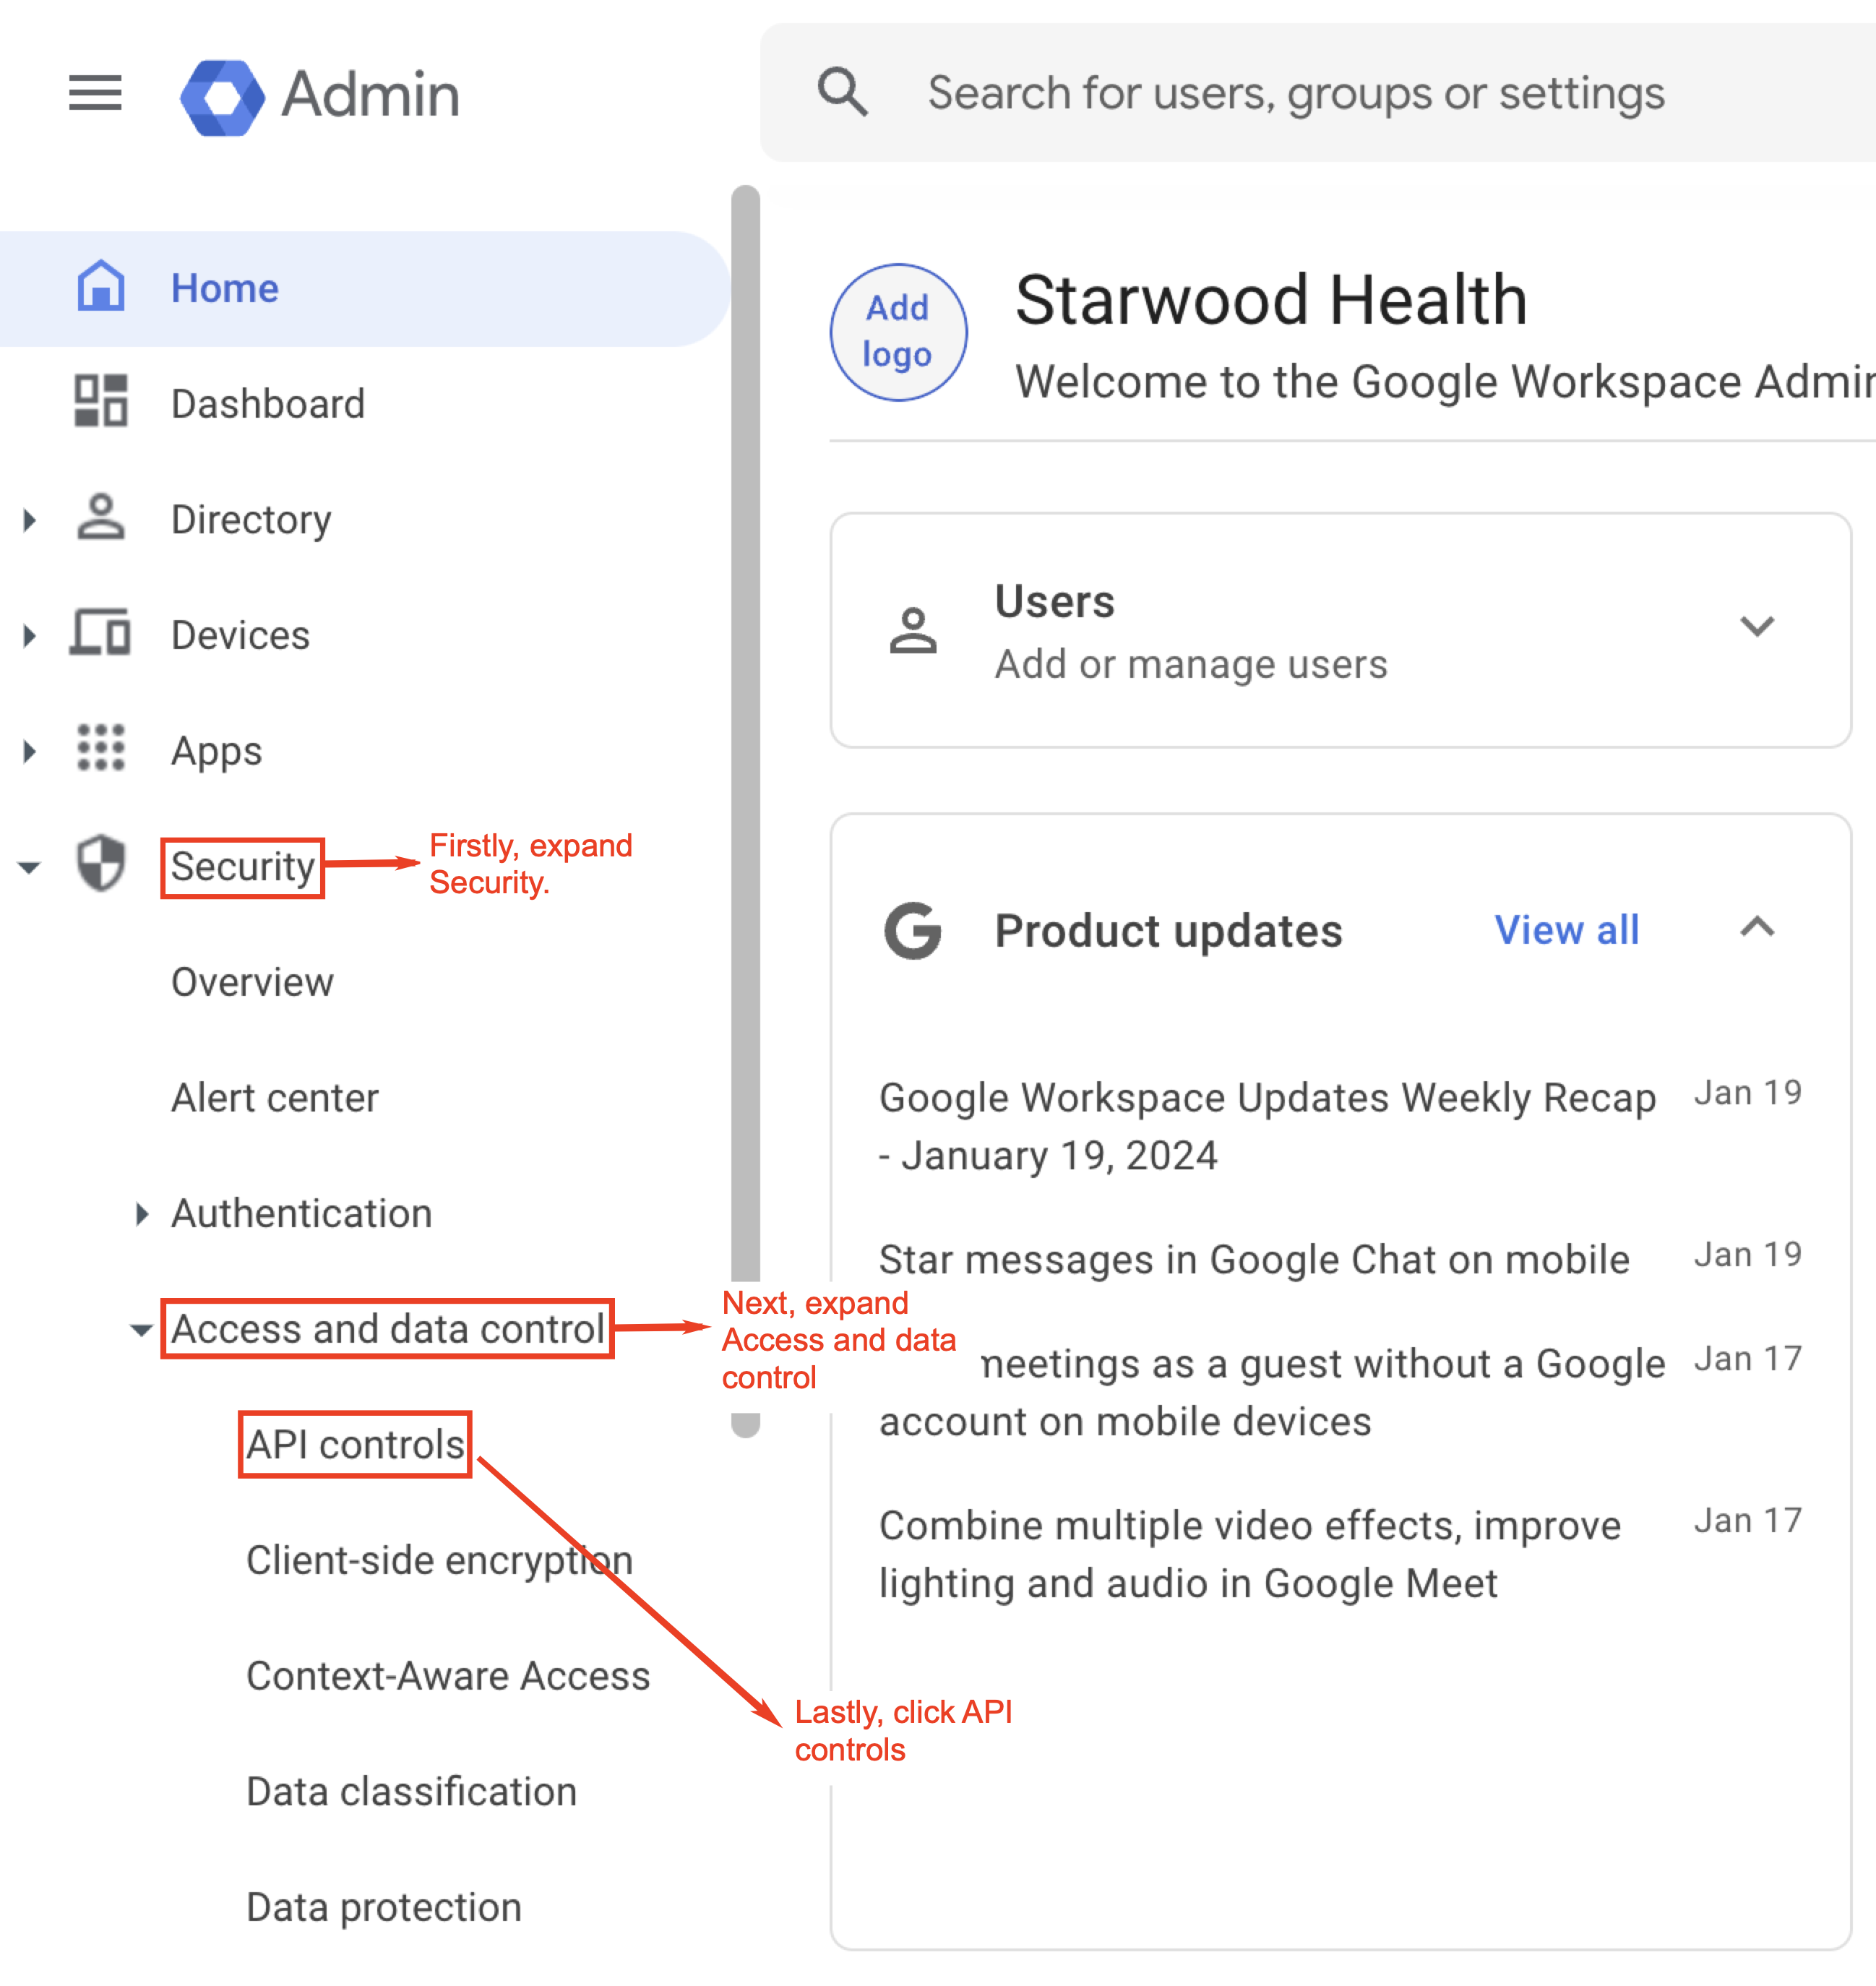 Admin
Search for users, groups or settings
Home
Dashboard
Directory
Devices
Apps
Security
Firstly, expand
Security.
Overview
Alert center
Authentication
Access and data control
Next, expand
Access and data
control
API controls
Lastly, click API
controls
Client-side encryption
Context-Aware Access
Data classification
Data protection
Add
logo
Starwood Health
Welcome to the Google Workspace
Users
Add or manage users
Product updates
View all
Google Workspace Updates Weekly Recap
- January 19, 2024
Jan 19
Star messages in Google Chat on mobile
Jan 19
as a guest without a Google
account on mobile devices
Jan 17
Combine multiple video effects, improve
lighting and audio in Google Meet
Jan 17